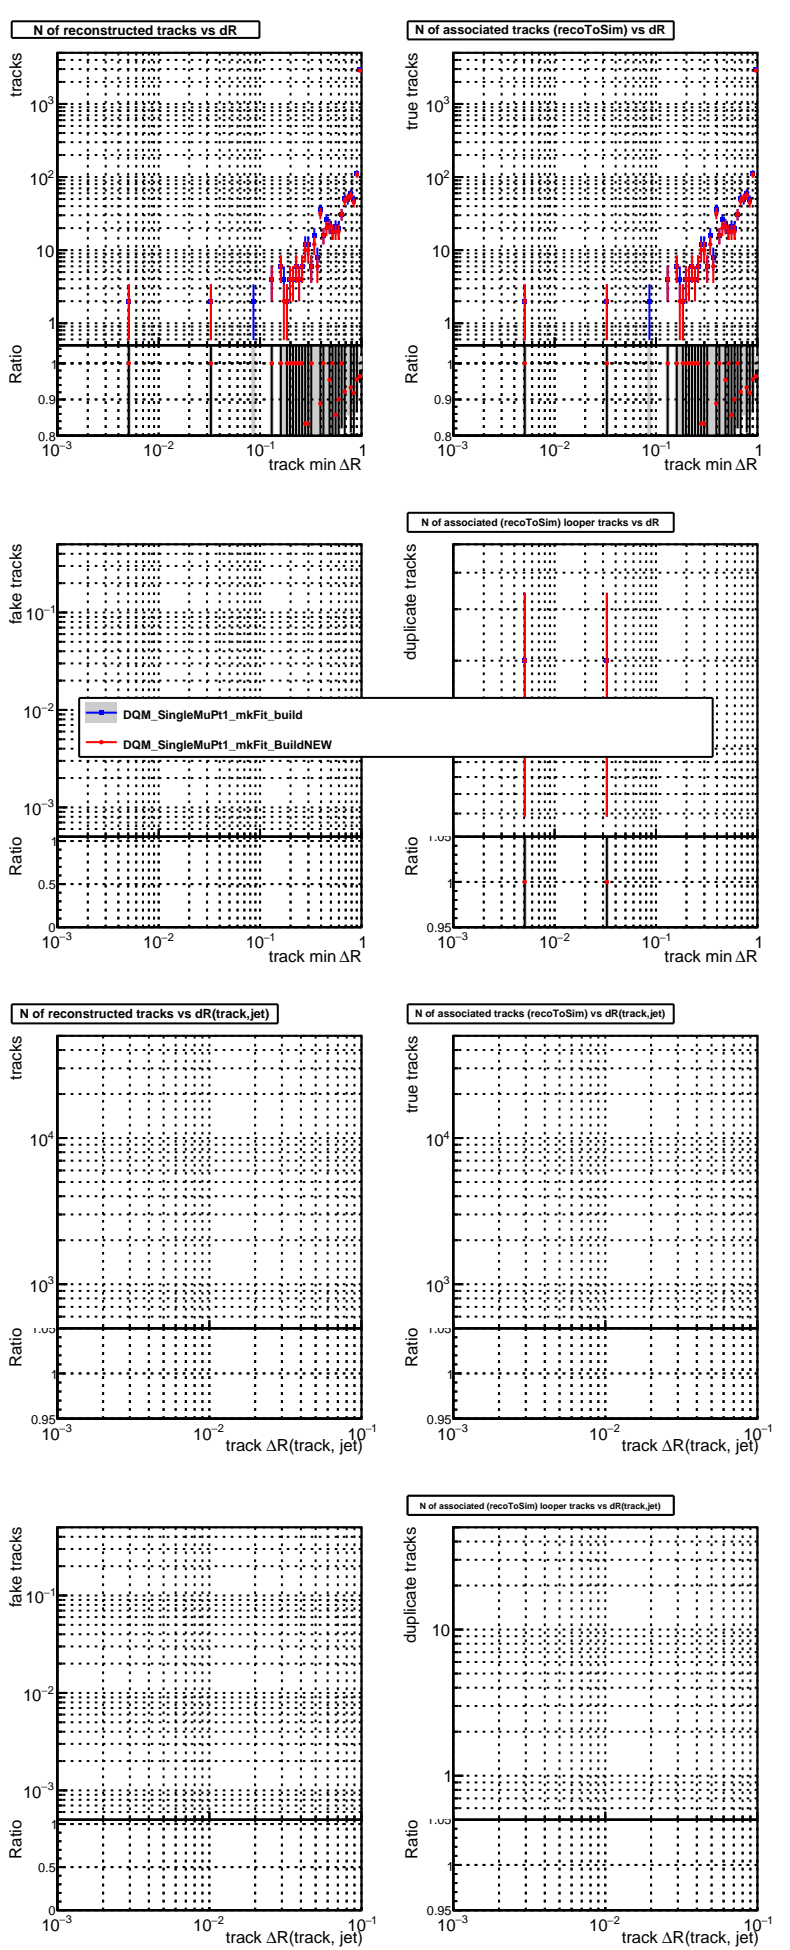 N of reconstructed tracks vs dR
tracks
10³
10²
10
1
Ratio
1
0.9
0.8
10⁻³
10⁻²
10⁻¹
1
track min ΔR
N of associated tracks (recoToSim) vs dR
true tracks
10³
10²
10
1
Ratio
1
0.9
0.8
10⁻³
10⁻²
10⁻¹
1
track min ΔR
fake tracks
10⁻¹
10⁻²
10⁻³
Ratio
1
0.5
0
10⁻³
10⁻²
10⁻¹
1
track min ΔR
N of associated (recoToSim) looper tracks vs dR
duplicate tracks
Ratio
1.05
1
0.95
10⁻³
10⁻²
10⁻¹
1
track min ΔR
DQM_SingleMuPt1_mkFit_build
DQM_SingleMuPt1_mkFit_BuildNEW
N of reconstructed tracks vs dR(track,jet)
tracks
10⁴
10³
Ratio
1.05
1
0.95
10⁻³
10⁻²
10⁻¹
track ΔR(track, jet)
N of associated tracks (recoToSim) vs dR(track,jet)
true tracks
10⁴
10³
Ratio
1.05
1
0.95
10⁻³
10⁻²
10⁻¹
track ΔR(track, jet)
fake tracks
10⁻¹
10⁻²
10⁻³
Ratio
1
0.5
0
10⁻³
10⁻²
10⁻¹
track ΔR(track, jet)
N of associated (recoToSim) looper tracks vs dR(track,jet)
duplicate tracks
10
1
Ratio
1.05
1
0.95
10⁻³
10⁻²
10⁻¹
track ΔR(track, jet)